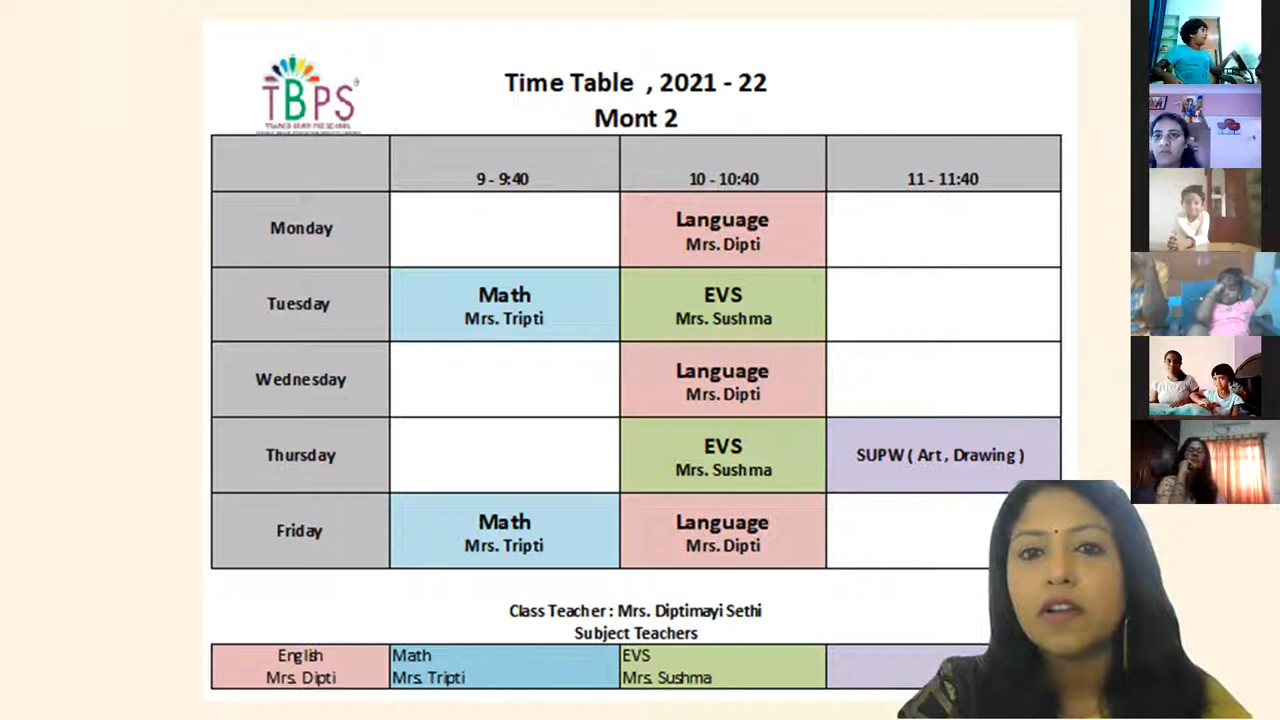 TBPS
Time Table , 2021 - 22
Mont 2
9 - 9:40
10 - 10:40
11 - 11:40
Monday
Language
Mrs. Dipti
Tuesday
Math
Mrs. Tripti
EVS
Mrs. Sushma
Wednesday
Language
Mrs. Dipti
Thursday
EVS
Mrs. Sushma
SUPW ( Art , Drawing )
Friday
Math
Mrs. Tripti
Language
Mrs. Dipti
Class Teacher : Mrs. Diptimayi Sethi
Subject Teachers
English
Mrs. Dipti
Math
Mrs. Tripti
EVS
Mrs. Sushma